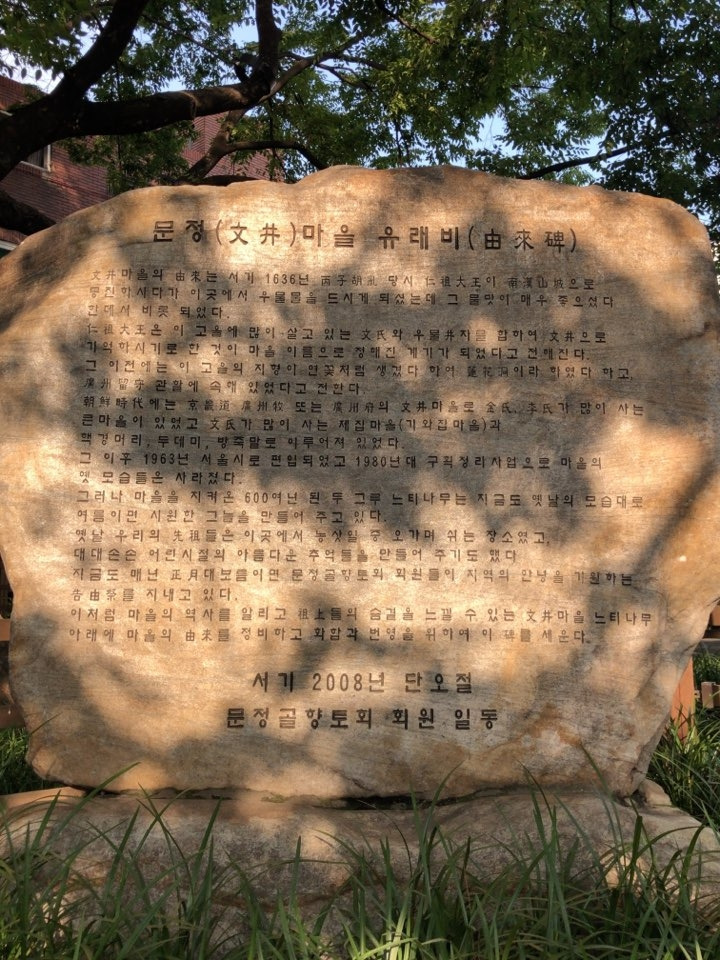 문정(文井)마을 유래비(由來碑)
文井마을의 由來는 서기 1636년 丙子胡亂 당시 仁祖大王이 南漢山城으로
몽진하시다가 이곳에서 우물물을 드시게 되셨는데 그 물맛이 매우 좋으셨다
한데서 비롯 되었다.
仁祖大王은 이 고을에 많이 살고 있는 文氏와 우물井자를 합하여 文井으로
기억하시기로 한 것이 마을 이름으로 정해진 계기가 되었다고 전해진다.
그 이전에는 이 고을의 지형이 연꽃처럼 생겼다 하여 蓮花洞이라 하였다 하고,
廣州留守 관할에 속해 있었다고 전한다.
朝鮮時代에는 京畿道 廣州牧 또는 廣州府의 文井마을로 金氏, 李氏가 많이 사는
큰마을이 있었고 文氏가 많이 사는 제집마을(기와집마을)과
핵경머리, 두데미, 방죽말로 이루어져 있었다.
그 이후 1963년 서울시로 편입되었고 1980년대 구획정리사업으로 마을의
옛 모습들은 사라졌다.
그러나 마을을 지켜온 600여년 된 두 그루 느티나무는 지금도 옛날의 모습대로
여름이면 시원한 그늘을 만들어 주고 있다.
옛날 우리의 先祖들은 이곳에서 농삿일 중 오가며 쉬는 장소였고,
대대손손 어린시절의 아름다운 추억들을 만들어 주기도 했다
지금도 매년 正月대보름이면 문정골향토회 회원들이 지역의 안녕을 기원하는
告由祭를 지내고 있다.
이처럼 마을의 역사를 알리고 祖上들의 숨결을 느낄 수 있는 文井마을 느티나무
아래에 마을의 由來를 정비하고 화합과 번영을 위하여 이 碑를 세운다.
서기 2008년 단오절
문정골향토회 회원 일동